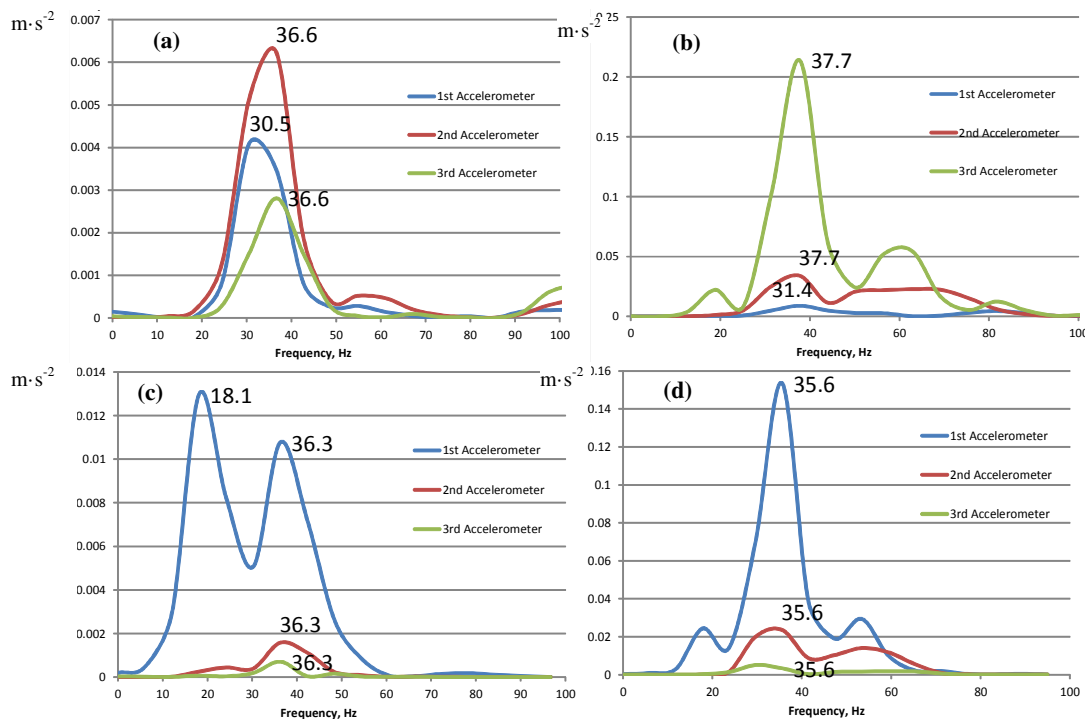 m·s-2
(a)
36.6
30.5
36.6
0.007
0.006
0.005
0.004
0.003
0.002
0.001
0
1st Accelerometer
2nd Accelerometer
3rd Accelerometer
0 10 20 30 40 50 60 70 80 90 100
Frequency, Hz
m·s-2
(b)
37.7
37.7
31.4
0.25
0.2
0.15
0.1
0.05
0
1st Accelerometer
2nd Accelerometer
3rd Accelerometer
0 20 40 60 80 100
Frequency, Hz
m·s-2
(c)
18.1
36.3
36.3
36.3
0.014
0.012
0.01
0.008
0.006
0.004
0.002
0
1st Accelerometer
2nd Accelerometer
3rd Accelerometer
0 10 20 30 40 50 60 70 80 90 100
Frequency, Hz
m·s-2
(d)
35.6
35.6
35.6
0.16
0.14
0.12
0.1
0.08
0.06
0.04
0.02
0
1st Accelerometer
2nd Accelerometer
3rd Accelerometer
0 20 40 60 80 100
Frequency, Hz